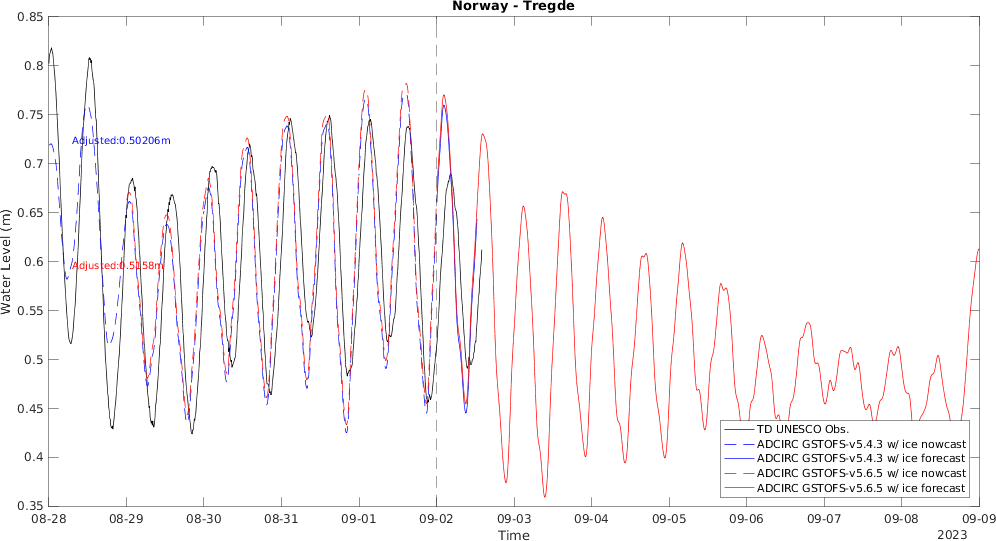 Norway - Tregde
0.85
0.8
0.75
0.7
0.65
0.6
0.55
0.5
0.45
0.4
0.35
Water Level (m)
Adjusted:0.50206m
Adjusted:0.5158m
TD UNESCO Obs.
ADCIRC GSTOFS-v5.4.3 w/ ice nowcast
ADCIRC GSTOFS-v5.4.3 w/ ice forecast
ADCIRC GSTOFS-v5.6.5 w/ ice nowcast
ADCIRC GSTOFS-v5.6.5 w/ ice forecast
08-28 08-29 08-30 08-31 09-01 09-02 09-03 09-04 09-05 09-06 09-07 09-08 09-09
Time
2023